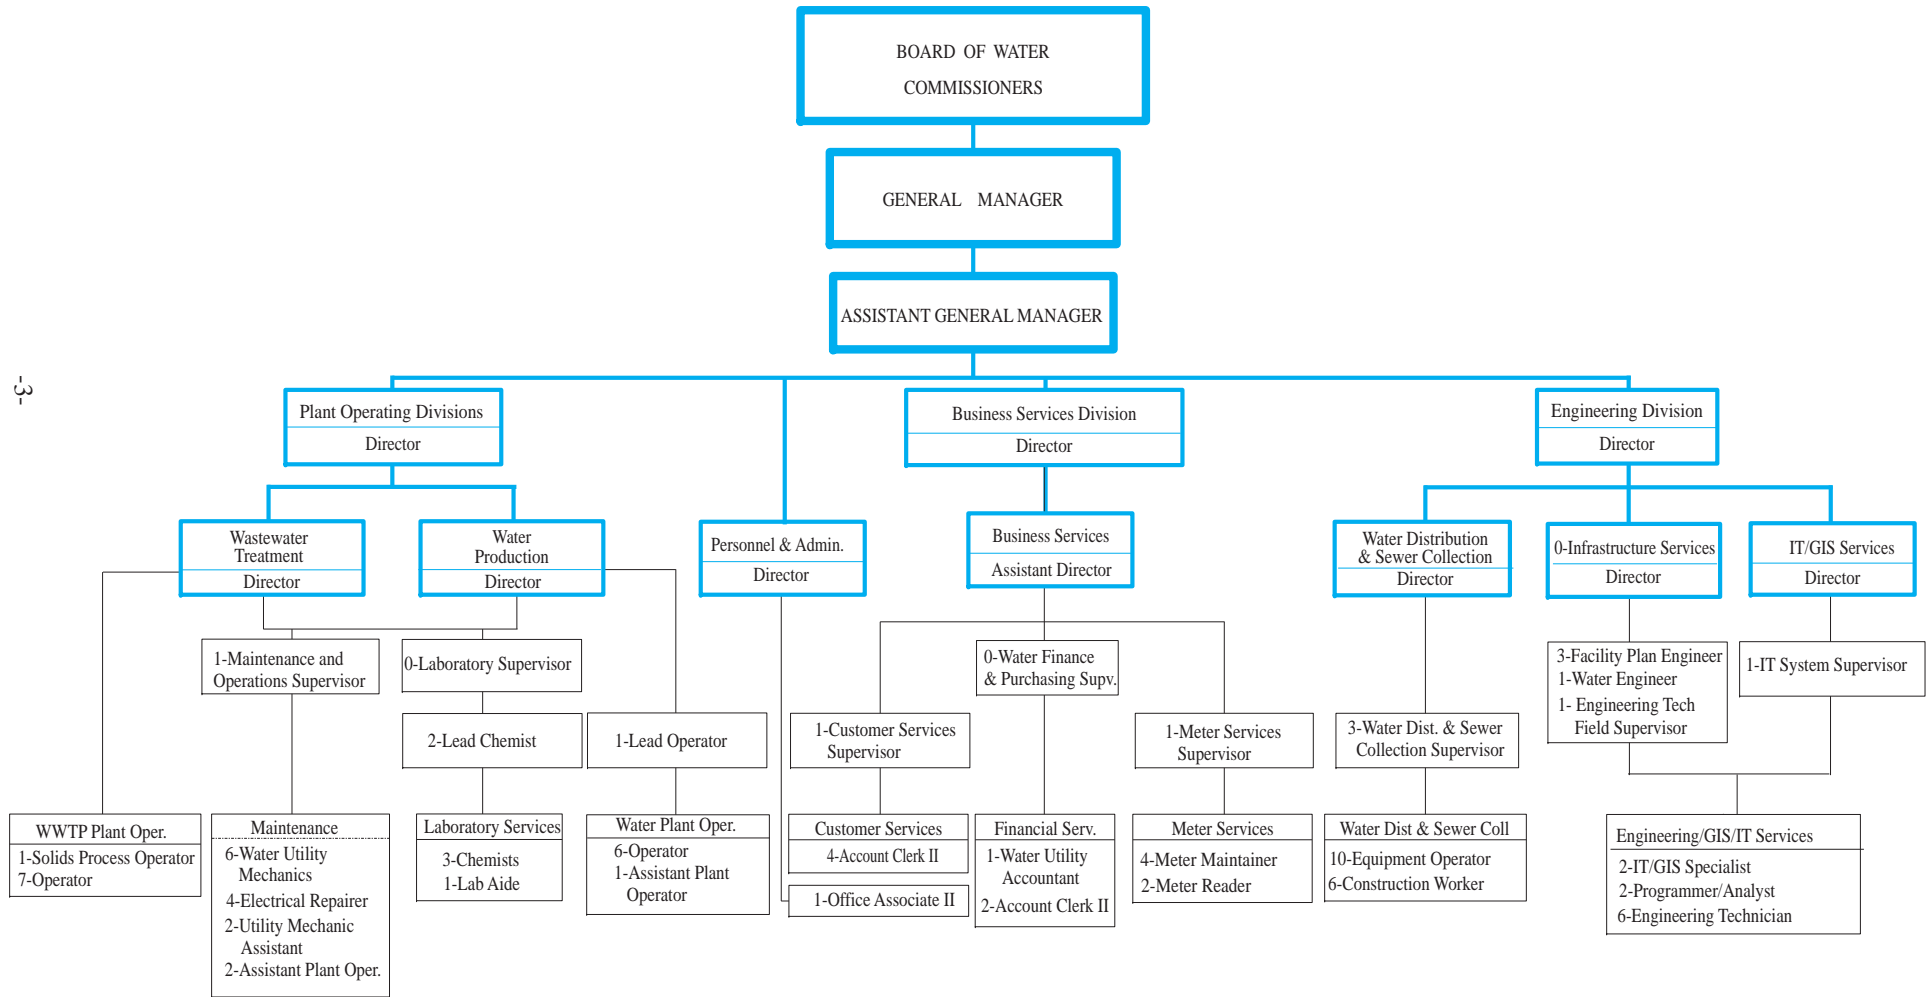 BOARD OF WATER
COMMISSIONERS
GENERAL MANAGER
ASSISTANT GENERAL MANAGER
-3-
Plant Operating Divisions
Director
Business Services Division
Director
Engineering Division
Director
Wastewater
Treatment
Director
Water
Production
Director
Personnel & Admin.
Director
Business Services
Assistant Director
Water Distribution
& Sewer Collection
Director
0-Infrastructure Services
Director
IT/GIS Services
Director
1-Maintenance and
Operations Supervisor
0-Laboratory Supervisor
0-Water Finance
& Purchasing Supv.
3-Facility Plan Engineer
1-Water Engineer
1- Engineering Tech
Field Supervisor
1-IT System Supervisor
2-Lead Chemist
1-Lead Operator
1-Customer Services
Supervisor
1-Meter Services
Supervisor
3-Water Dist. & Sewer
Collection Supervisor
WWTP Plant Oper.
1-Solids Process Operator
7-Operator
Maintenance
6-Water Utility
Mechanics
4-Electrical Repairer
2-Utility Mechanic
Assistant
2-Assistant Plant Oper.
Laboratory Services
3-Chemists
1-Lab Aide
Water Plant Oper.
6-Operator
1-Assistant Plant
Operator
Customer Services
4-Account Clerk II
1-Office Associate II
Financial Serv.
1-Water Utility
Accountant
2-Account Clerk II
Meter Services
4-Meter Maintainer
2-Meter Reader
Water Dist & Sewer Coll
10-Equipment Operator
6-Construction Worker
Engineering/GIS/IT Services
2-IT/GIS Specialist
2-Programmer/Analyst
6-Engineering Technician